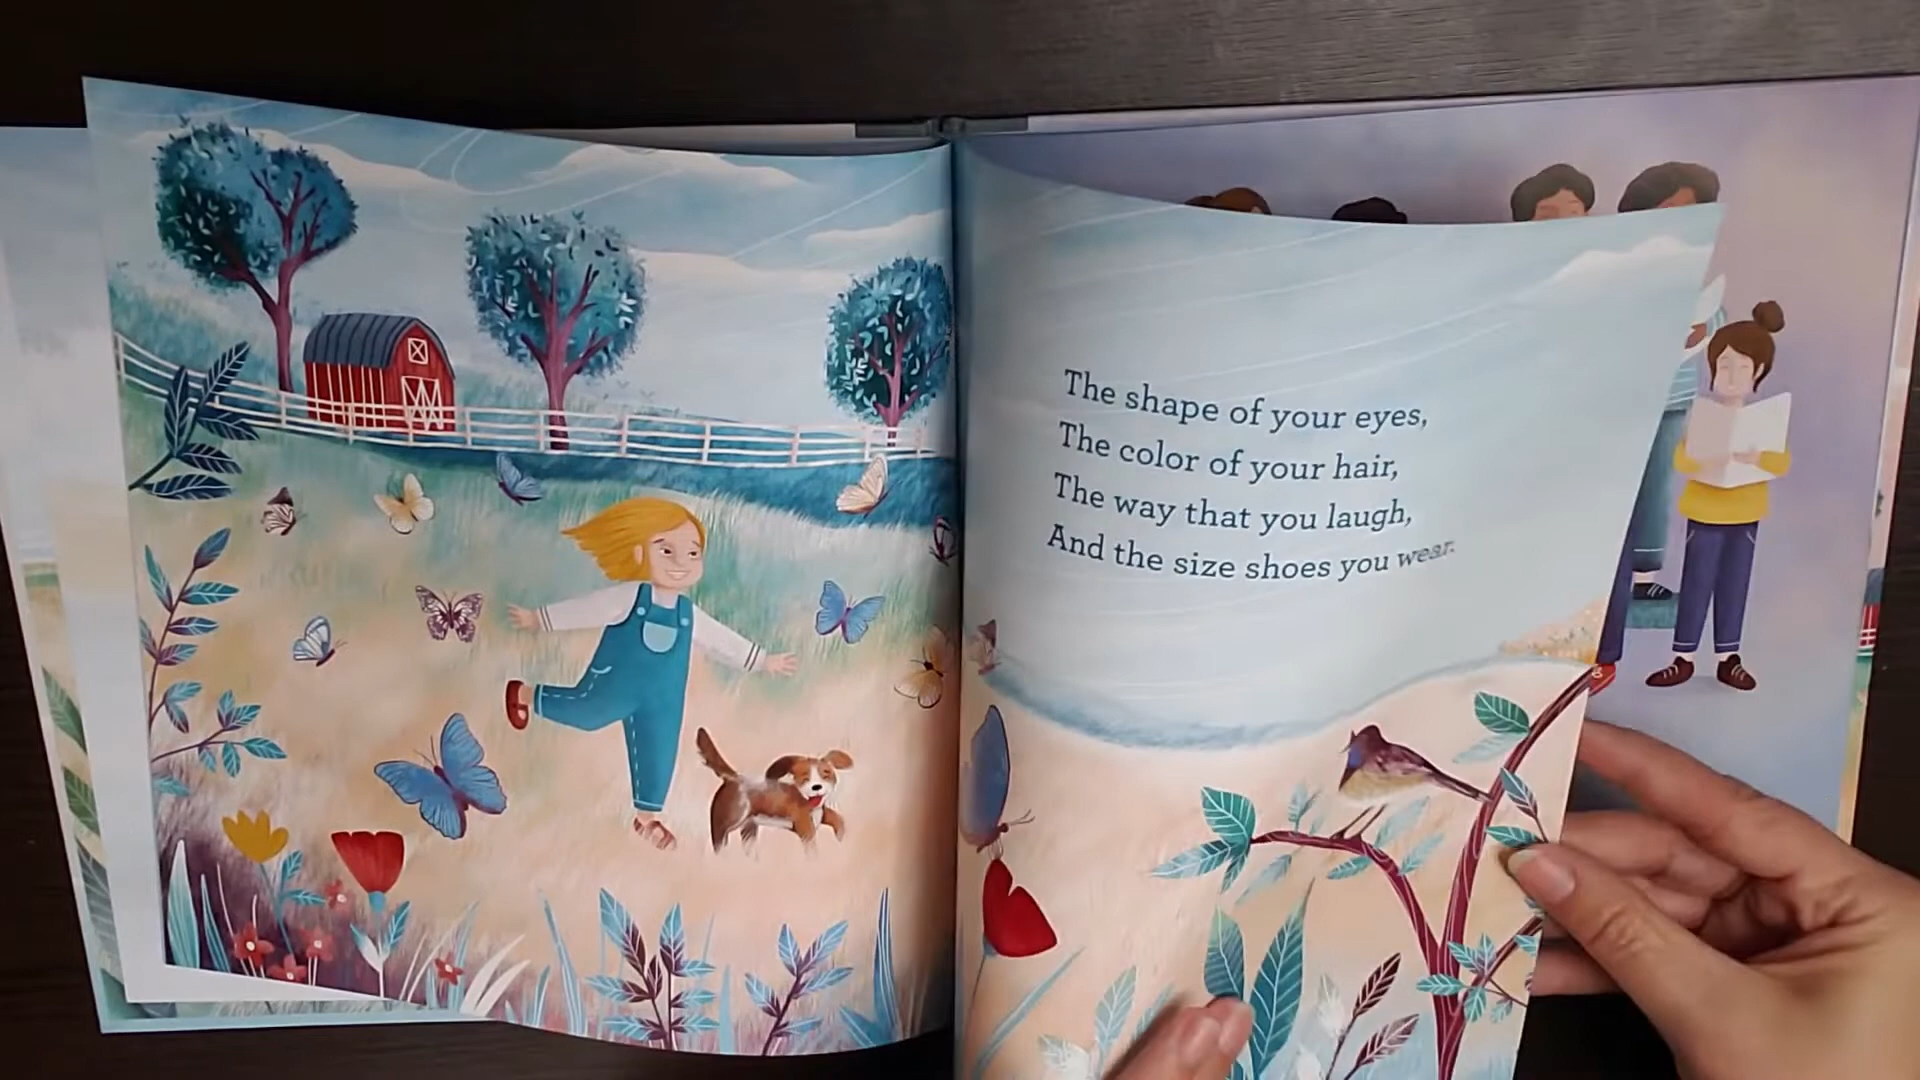 The shape of your eyes,
The color of your hair,
The way that you laugh,
And the size shoes you wear.